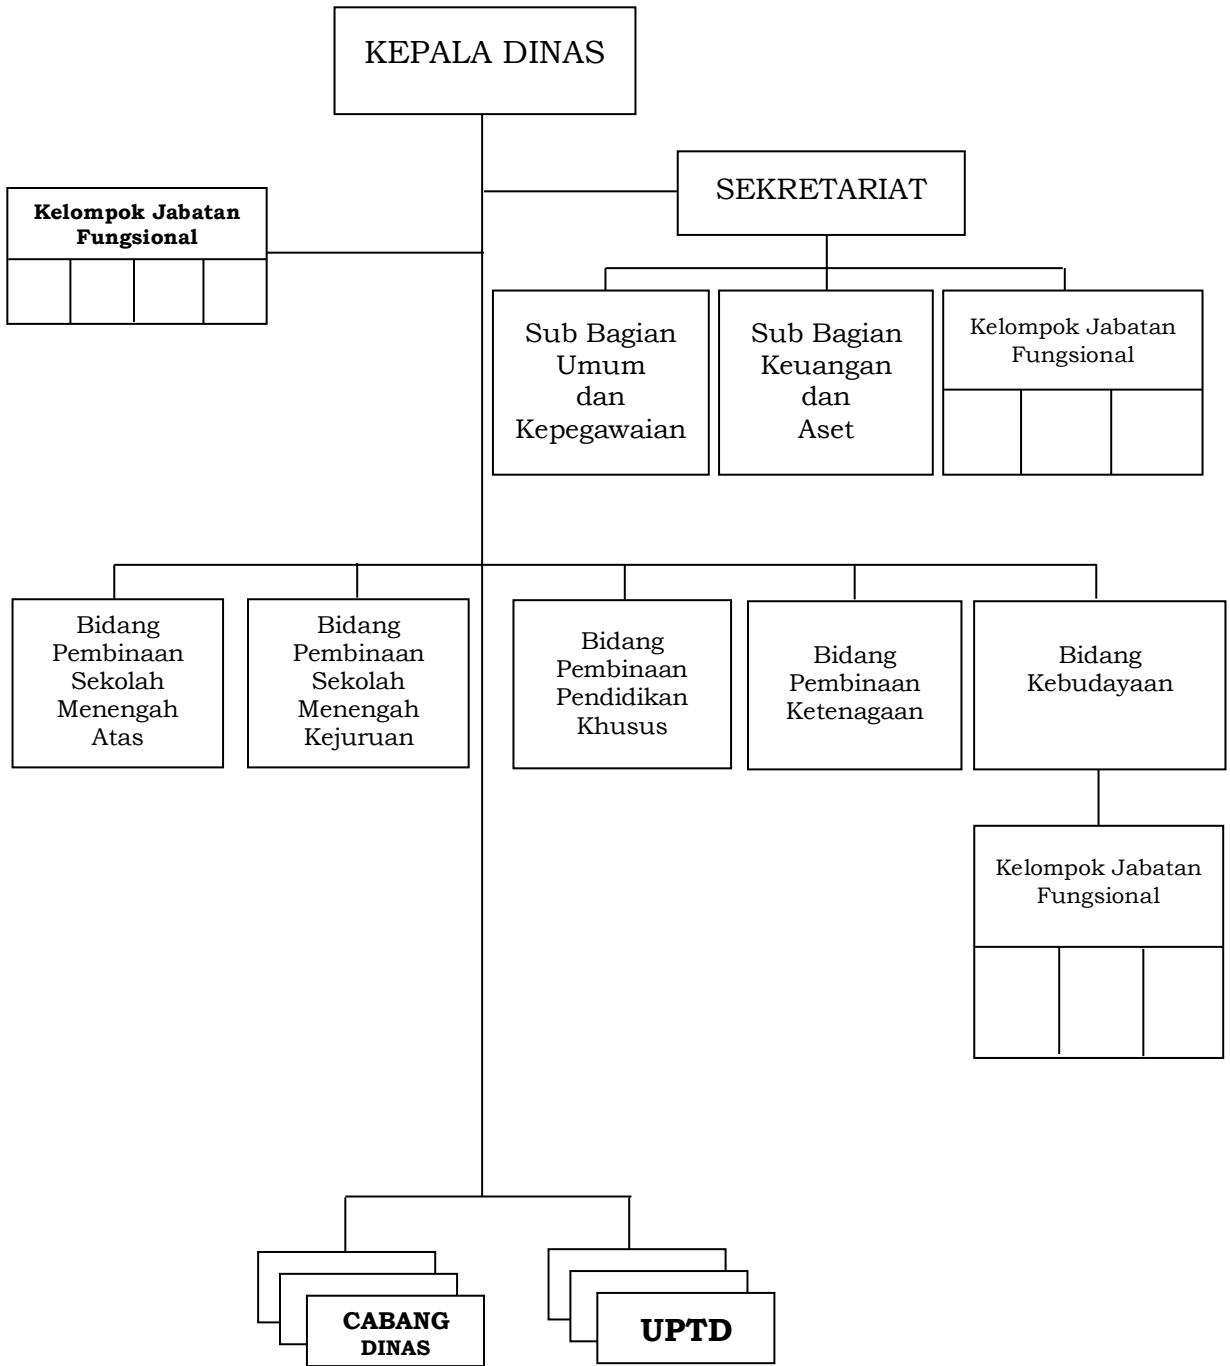 KEPALA DINAS
SEKRETARIAT
Kelompok Jabatan
Fungsional
Sub Bagian
Umum
dan
Kepegawaian
Sub Bagian
Keuangan
dan
Aset
Kelompok Jabatan
Fungsional
Bidang
Pembinaan
Sekolah
Menengah
Atas
Bidang
Pembinaan
Sekolah
Menengah
Kejuruan
Bidang
Pembinaan
Pendidikan
Khusus
Bidang
Pembinaan
Ketenagaan
Bidang
Kebudayaan
Kelompok Jabatan
Fungsional
CABANG
DINAS
UPTD